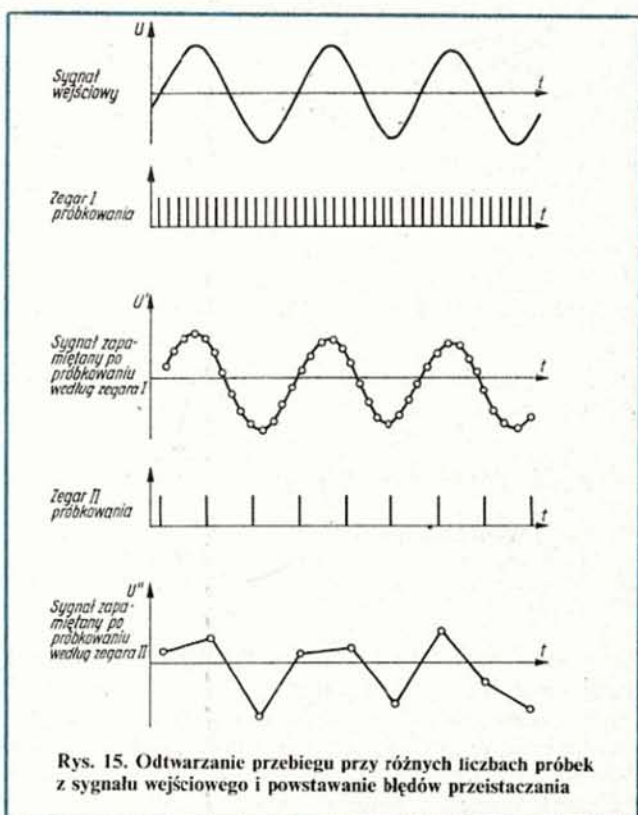 U
Sygnał
wejściowy
t
Zegar I
próbkowania
t
U'
Sygnał zapa-
miętany po
próbkowaniu
według zegara I
t
Zegar II
próbkowania
t
U"
Sygnał zapa-
miętany po
próbkowaniu
według zegara II
t
Rys. 15. Odtwarzanie przebiegu przy różnych liczbach próbek
z sygnału wejściowego i powstawanie błędów przeistaczania